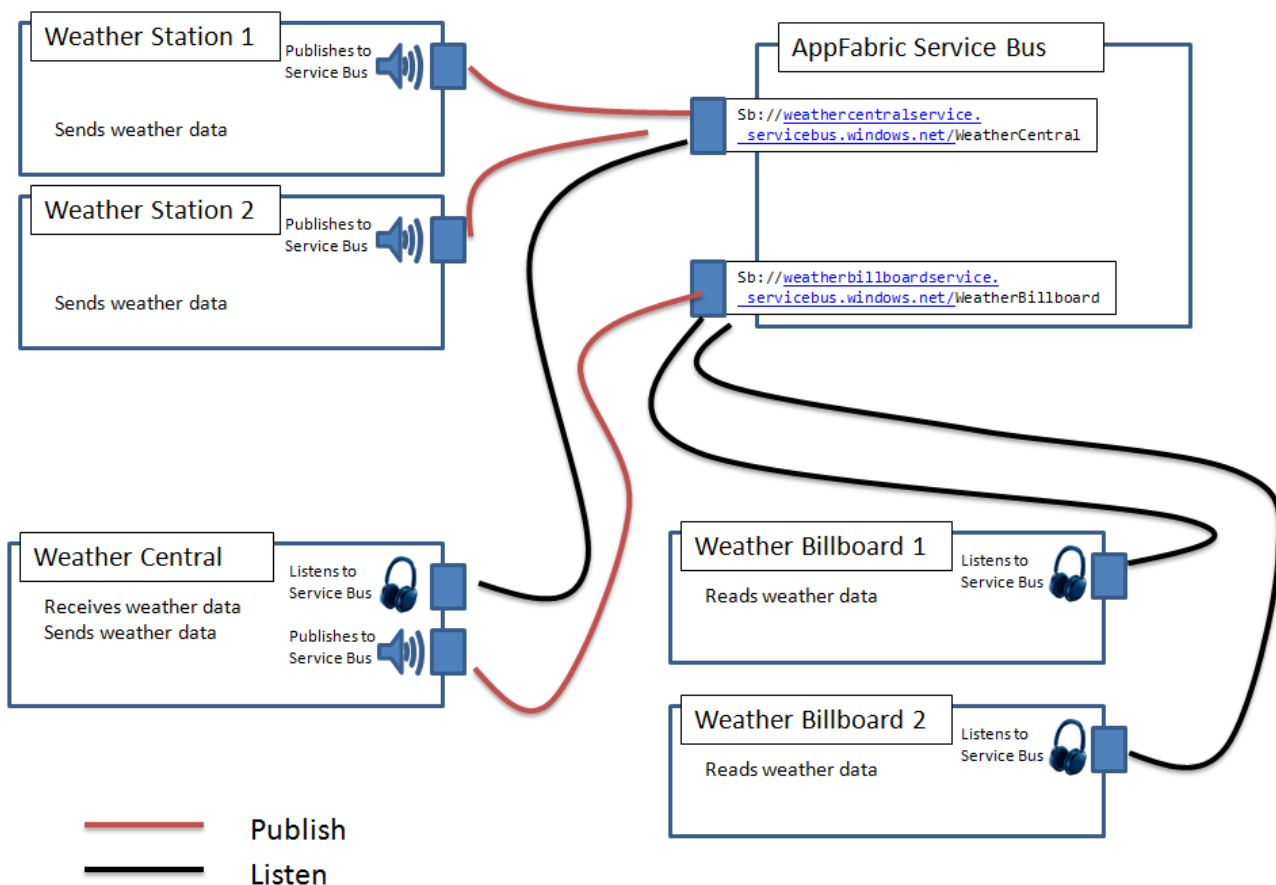 Weather Station 1
Publishes to
Service Bus
Sends weather data
Weather Station 2
Publishes to
Service Bus
Sends weather data
AppFabric Service Bus
Sb://weathercentralservice.
servicebus.windows.net/WeatherCentral
Sb://weatherbillboardservice.
servicebus.windows.net/WeatherBillboard
Weather Central
Listens to
Service Bus
Receives weather data
Sends weather data
Publishes to
Service Bus
Weather Billboard 1
Listens to
Service Bus
Reads weather data
Weather Billboard 2
Listens to
Service Bus
Reads weather data
Publish
Listen